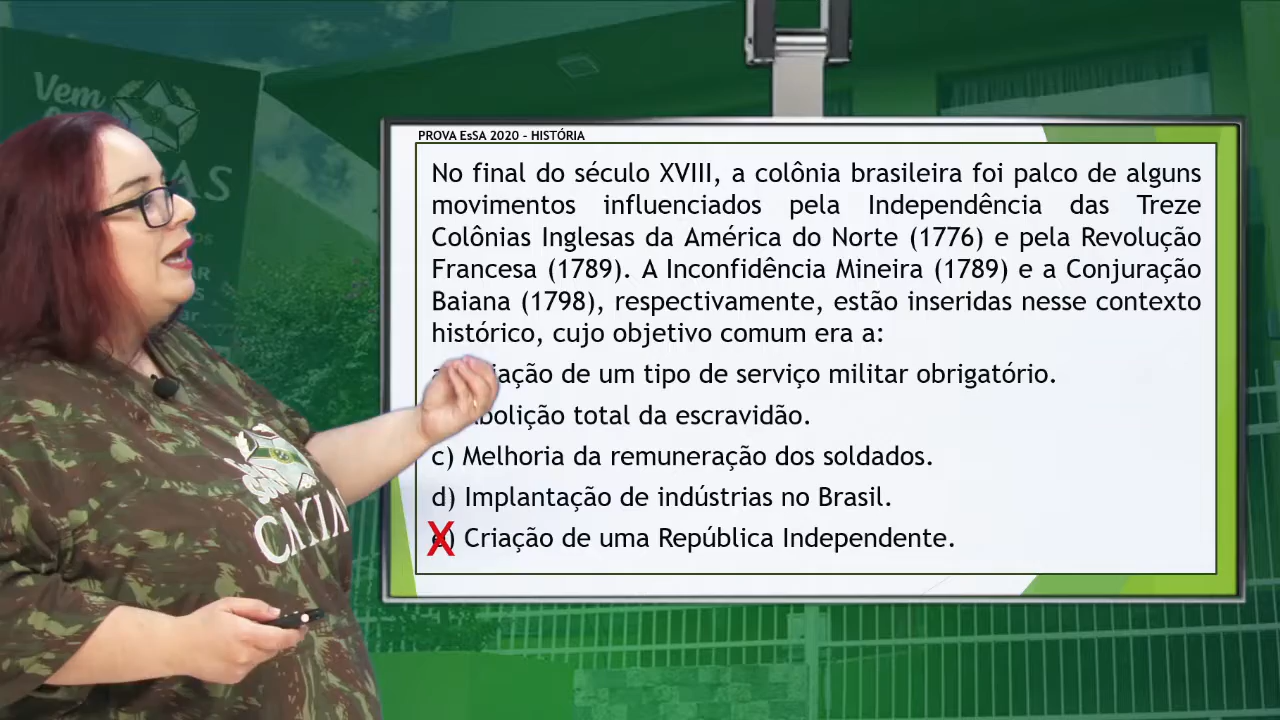 Vem
PROVA EsSA 2020 - HISTÓRIA
No final do século XVIII, a colônia brasileira foi palco de alguns
movimentos influenciados pela Independência das Treze
Colônias Inglesas da América do Norte (1776) e pela Revolução
Francesa (1789). A Inconfidência Mineira (1789) e a Conjuração
Baiana (1798), respectivamente, estão inseridas nesse contexto
histórico, cujo objetivo comum era a:
de um tipo de serviço militar obrigatório.
total da escravidão.
c) Melhoria da remuneração dos soldados.
d) Implantação de indústrias no Brasil.
X Criação de uma República Independente.